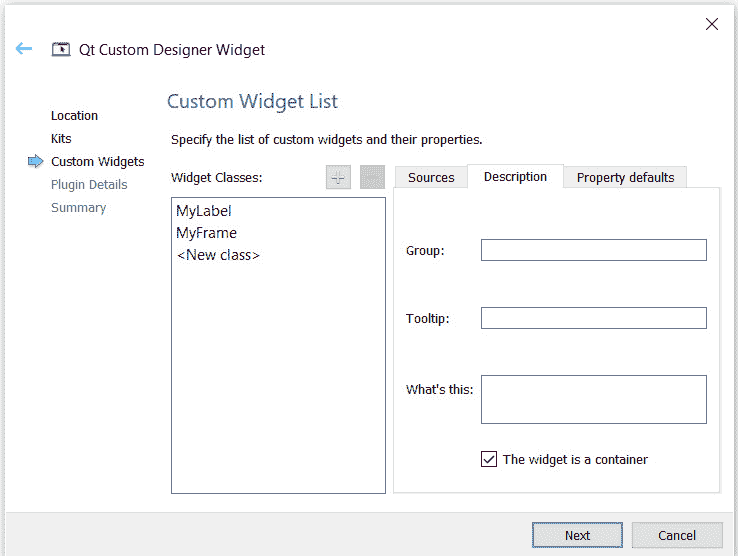 Qt Custom Designer Widget
Custom Widget List
Location
Kits
Custom Widgets
Plugin Details
Summary
Specify the list of custom widgets and their properties.
Widget Classes:
MyLabel
MyFrame
<New class>
Sources Description Property defaults
Group:
Tooltip:
What's this:
The widget is a container
Next Cancel